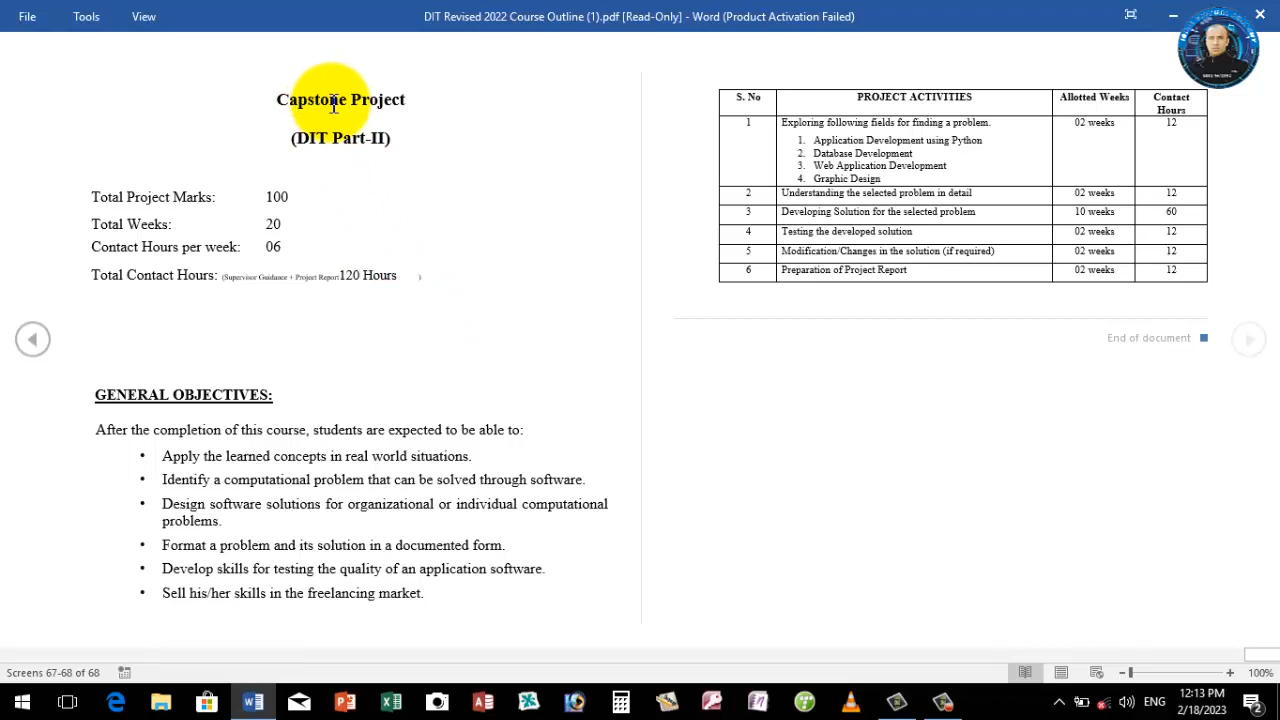 File Tools View DIT Revised 2022 Course Outline (1).pdf [Read-Only] - Word (Product Activation Failed)
Capstone Project
(DIT Part-II)
Total Project Marks: 100
Total Weeks: 20
Contact Hours per week: 06
Total Contact Hours: (Supervisor Guidance + Project Report 120 Hours )
GENERAL OBJECTIVES:
After the completion of this course, students are expected to be able to:
• Apply the learned concepts in real world situations.
• Identify a computational problem that can be solved through software.
• Design software solutions for organizational or individual computational
problems.
• Format a problem and its solution in a documented form.
• Develop skills for testing the quality of an application software.
• Sell his/her skills in the freelancing market.
S. No PROJECT ACTIVITIES Allotted Weeks Contact
Hours
1 Exploring following fields for finding a problem. 02 weeks 12
1. Application Development using Python
2. Database Development
3. Web Application Development
4. Graphic Design
2 Understanding the selected problem in detail 02 weeks 12
3 Developing Solution for the selected problem 10 weeks 60
4 Testing the developed solution 02 weeks 12
5 Modification/Changes in the solution (if required) 02 weeks 12
6 Preparation of Project Report 02 weeks 12
End of document
Screens 67-68 of 68 100%
12:13 PM
ENG
2/18/2023
2